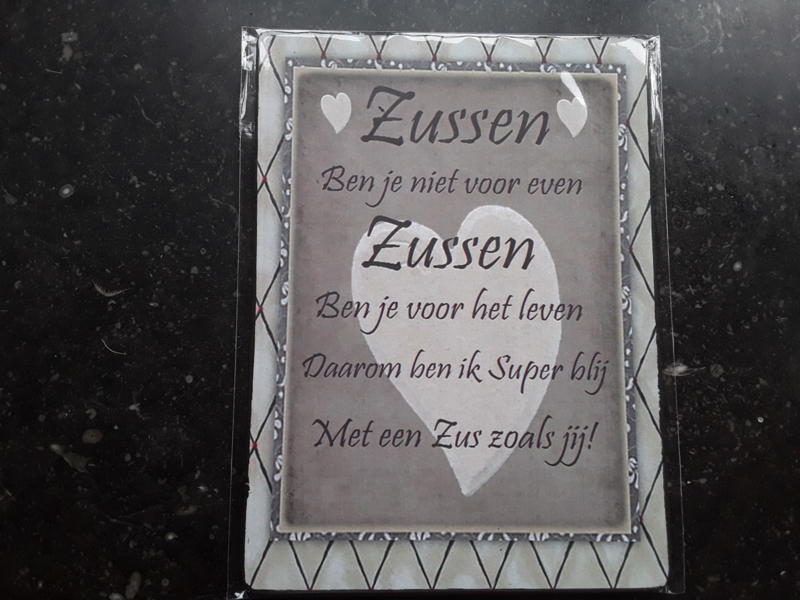 Zussen
Ben je niet voor even
Zussen
Ben je voor het leven
Daarom ben ik Super blij
Met een Zus zoals jij!